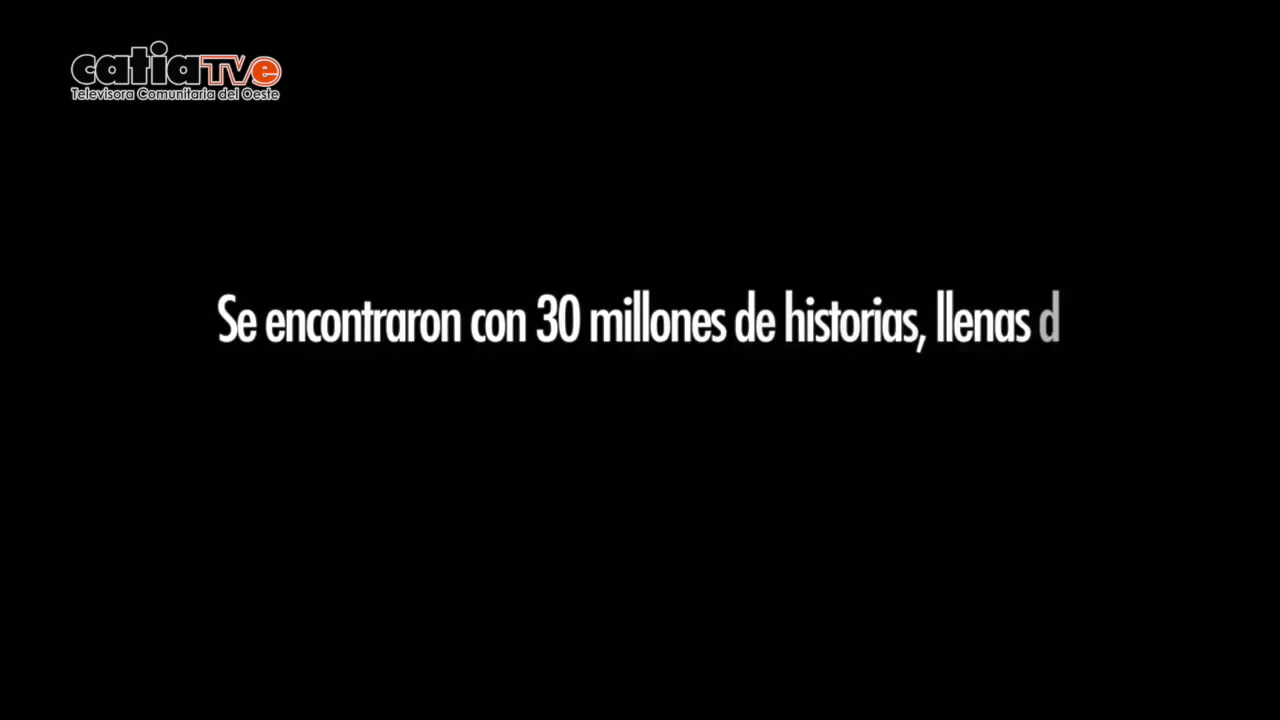 catiaTVe
Televisora Comunitaria del Oeste
Se encontraron con 30 millones de historias, llenas d